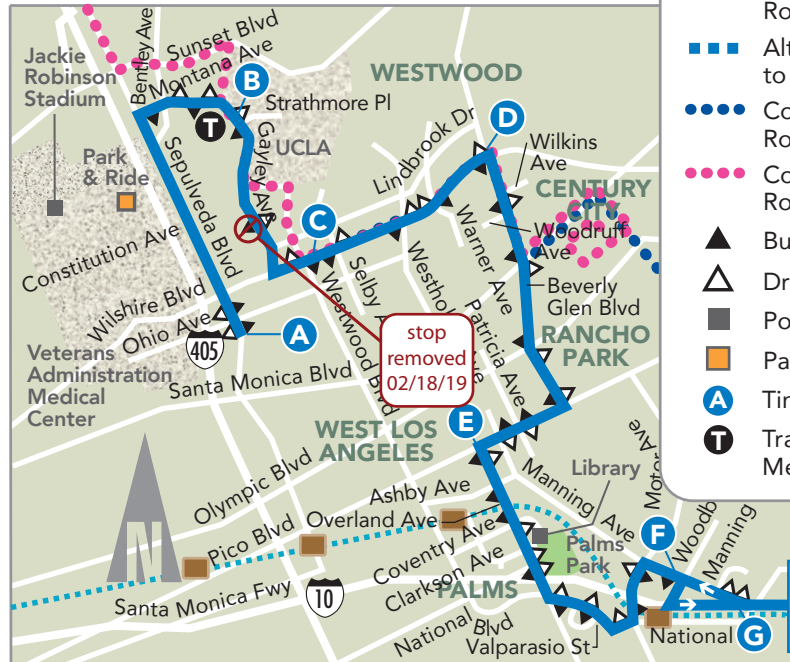 Jackie
Robinson
Stadium
Bentley Ave
Sunset Blvd
Montana Ave
B
T
Strathmore Pl
WESTWOOD
UCLA
Gayley Ave
Park
& Ride
Sepulveda Blvd
Constitution Ave
Wilshire Blvd
Ohio Ave
405
A
Veterans
Administration
Medical
Center
Santa Monica Blvd
C
Lindbrook Dr
D
Wilkins
Ave
CENTURY
CITY
Woodruff
Ave
Warner Ave
Beverly
Glen Blvd
Westwood Blvd
Selby
Patricia Ave
RANCHO
PARK
stop
removed
02/18/19
E
WEST LOS
ANGELES
Olympic Blvd
Pico Blvd
Ashby Ave
Overland Ave
Coventry Ave
Clarkson Ave
Library
Palms
Park
Manning Ave
Woodb
Manning
F
N
Santa Monica Fwy
10
PALMS
National
Blvd
Valparasio St
National
G
Ro
Alt
to
Co
Ro
Co
Ro
Bu
Dr
Po
Pa
A
Tir
T
Tra
Me